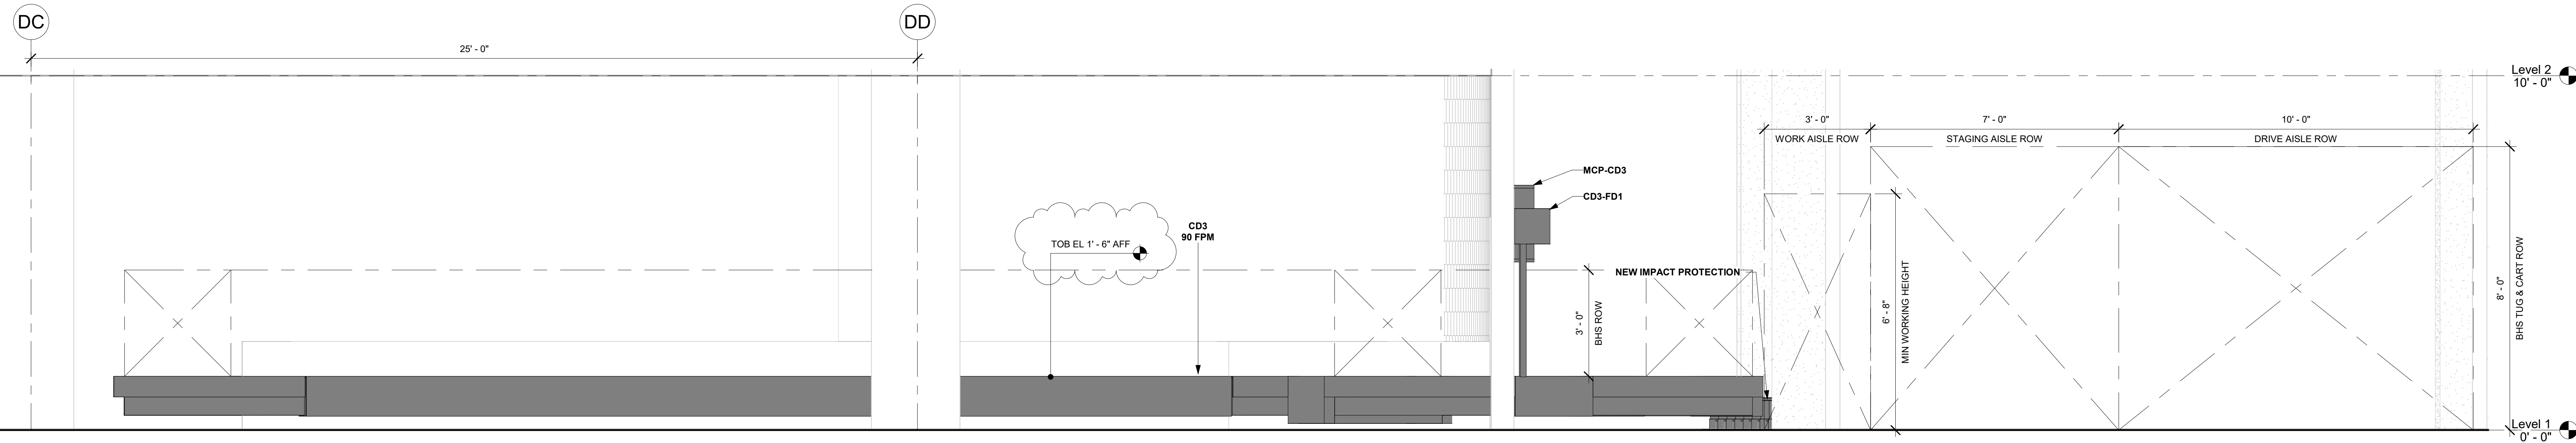 DC
DD
25' - 0"
Level 2
10' - 0"
3' - 0"
7' - 0"
10' - 0"
WORK AISLE ROW
STAGING AISLE ROW
DRIVE AISLE ROW
MCP-CD3
CD3-FD1
CD3
90 FPM
TOB EL 1' - 6" AFF
NEW IMPACT PROTECTION
3' - 0"
BHS ROW
6' - 8"
MIN WORKING HEIGHT
8' - 0"
BHS TUG & CART ROW
Level 1
0' - 0"